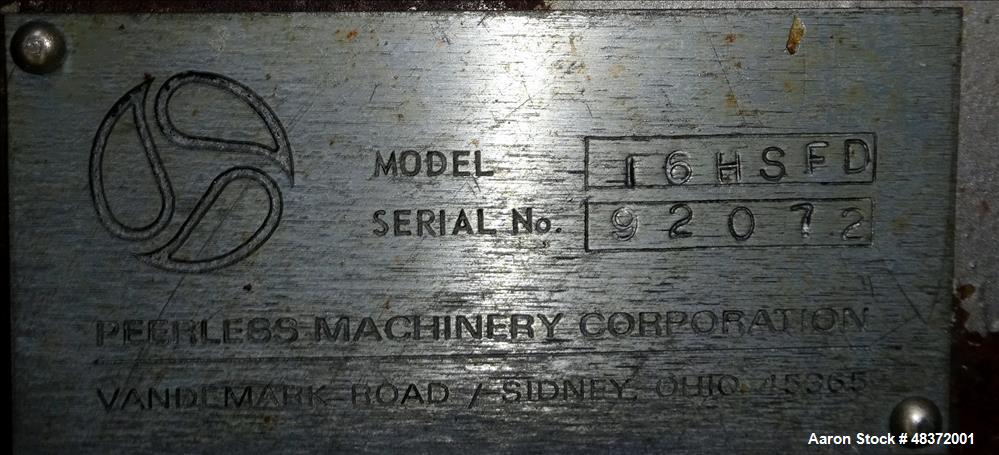 MODEL 16HSFD
SERIAL No. 92072
PEERLESS MACHINERY CORPORATION
VANDEMARK ROAD / SIDNEY, OHIO 45365
Aaron Stock # 48372001